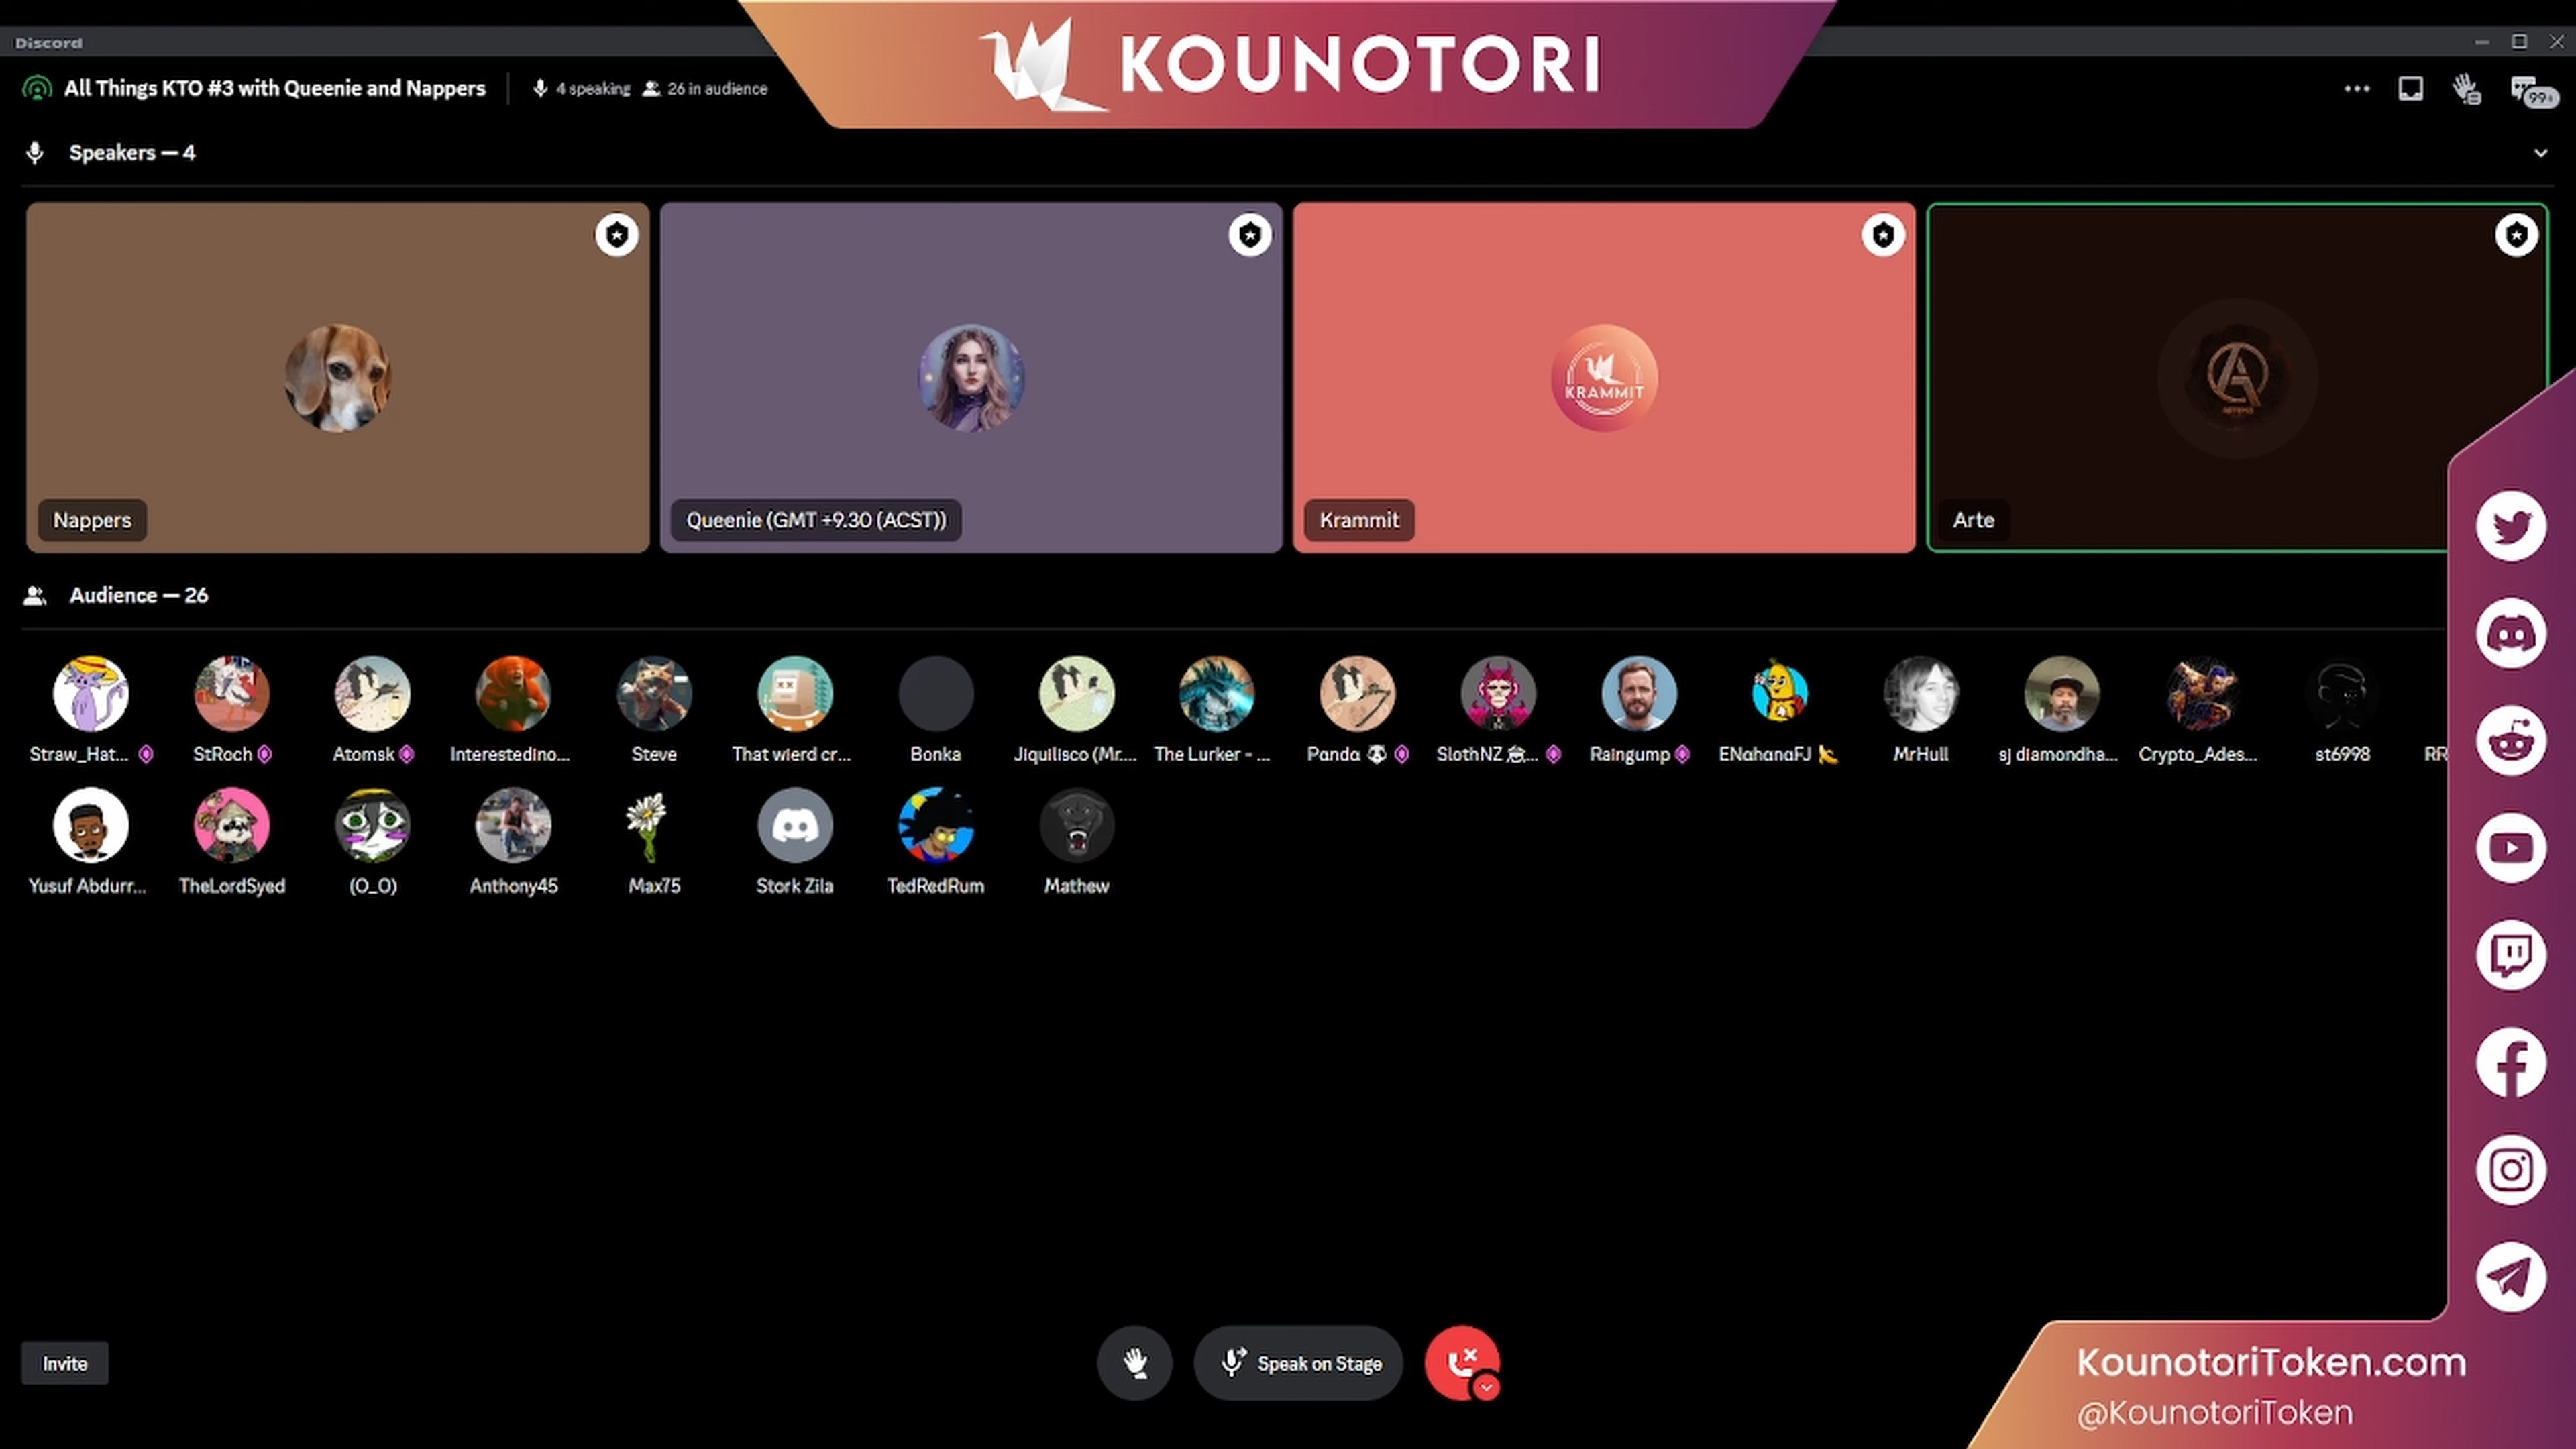 Discord
KOUNOTORI
All Things KTO #3 with Queenie and Nappers
4 speaking
26 in audience
99+
Speakers — 4
KRAMMIT
Nappers
Queenie (GMT +9.30 (ACST))
Krammit
Arte
Audience — 26
Straw_Hat... StRoch Atomsk Interestedino... Steve That wierd cr... Bonka Jiquilisco (Mr.... The Lurker - ... Panda 🐼 SlothNZ ... Raingump ENahanaFJ 🍌 MrHull sj diamondha... Crypto_Ades... st6998 RR
Yusuf Abdurr... TheLordSyed (O_O) Anthony45 Max75 Stork Zila TedRedRum Mathew
Invite
Speak on Stage
KounotoriToken.com
@KounotoriToken